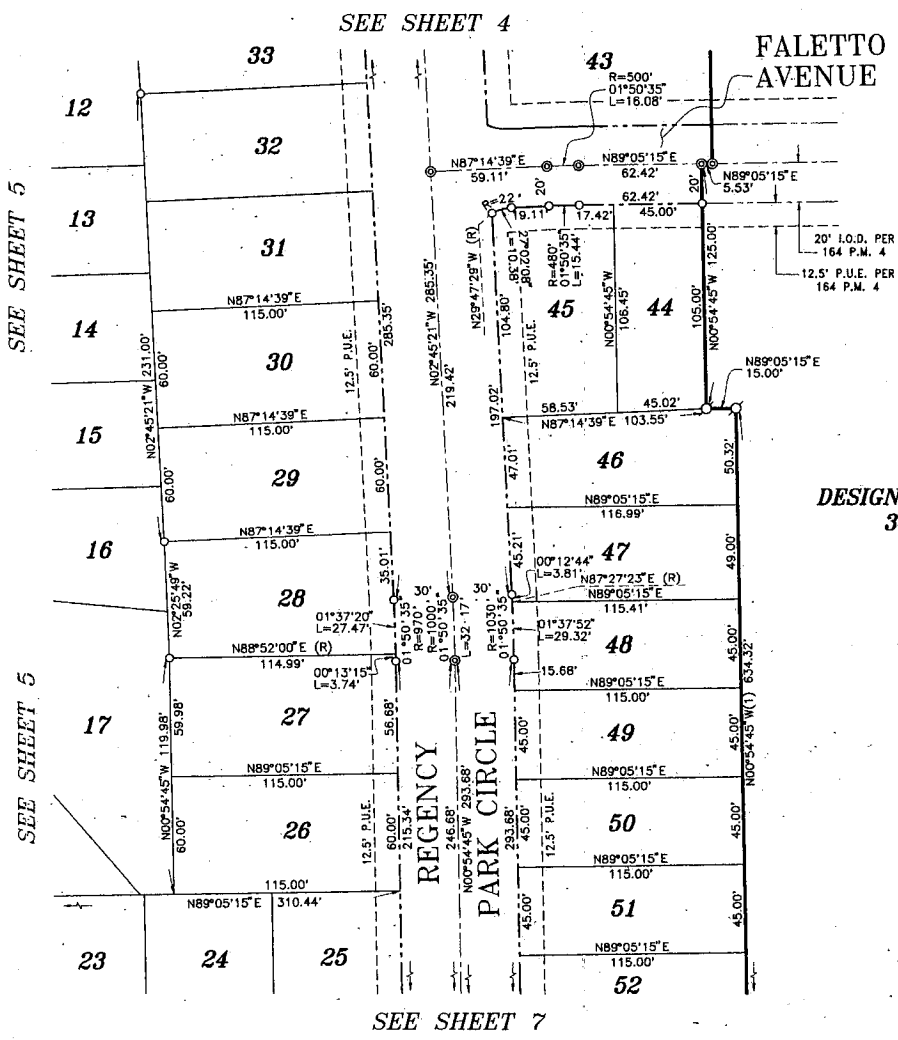 SEE SHEET 4
33
43
FALETTO
AVENUE
R=500'
01°50'35"
L=16.08'
12
32
N87°14'39"E
59.11'
N89°05'15"E
62.42'
N89°05'15"E
5.53'
20'
20'
SEE SHEET 5
13
R=22'
19.11'
17.42'
62.42'
45.00'
20' I.O.D. PER
164 P.M. 4
12.5' P.U.E. PER
164 P.M. 4
N29°47'29"W (R)
27°02'08"
L=10.38'
R=480'
01°50'35"
L=15.44'
31
N87°14'39"E
115.00'
285.35'
N02°45'21"W 285.35'
219.42'
104.80'
197.02'
12.5' P.U.E.
45
N00°54'45"W
106.45'
44
105.00'
N00°54'45"W 125.00'
14
N02°45'21"W 231.00'
60.00'
30
12.5' P.U.E.
60.00'
N89°05'15"E
15.00'
N87°14'39"E
115.00'
58.53'
45.02'
N87°14'39"E 103.55'
15
60.00'
29
60.00'
47.01'
46
50.32'
N89°05'15"E
116.99'
DESIGN
3
N87°14'39"E
115.00'
16
N02°25'49"W
59.22'
28
35.01'
45.21'
47
00°12'44"
L=3.81'
N87°27'23"E (R)
N89°05'15"E
115.41'
49.00'
30'
30'
01°37'20"
L=27.47'
01°50'35"
R=970'
R=1000'
01°50'35"
L=32.17'
R=1030'
01°50'35"
01°37'52"
L=29.32'
48
45.00'
N88°52'00"E (R)
114.99'
00°13'15"
L=3.74'
15.68'
N89°05'15"E
115.00'
634.32'
N00°54'45"W(1)
SEE SHEET 5
17
N00°54'45"W 119.98'
59.98'
27
56.68'
REGENCY
PARK CIRCLE
45.00'
49
45.00'
N89°05'15"E
115.00'
N89°05'15"E
115.00'
60.00'
26
12.5' P.U.E.
60.00'
215.34'
246.68'
N00°54'45"W 293.68'
293.68'
45.00'
12.5' P.U.E.
50
45.00'
N89°05'15"E
115.00'
115.00'
N89°05'15"E 310.44'
45.00'
51
45.00'
N89°05'15"E
115.00'
23
24
25
52
SEE SHEET 7